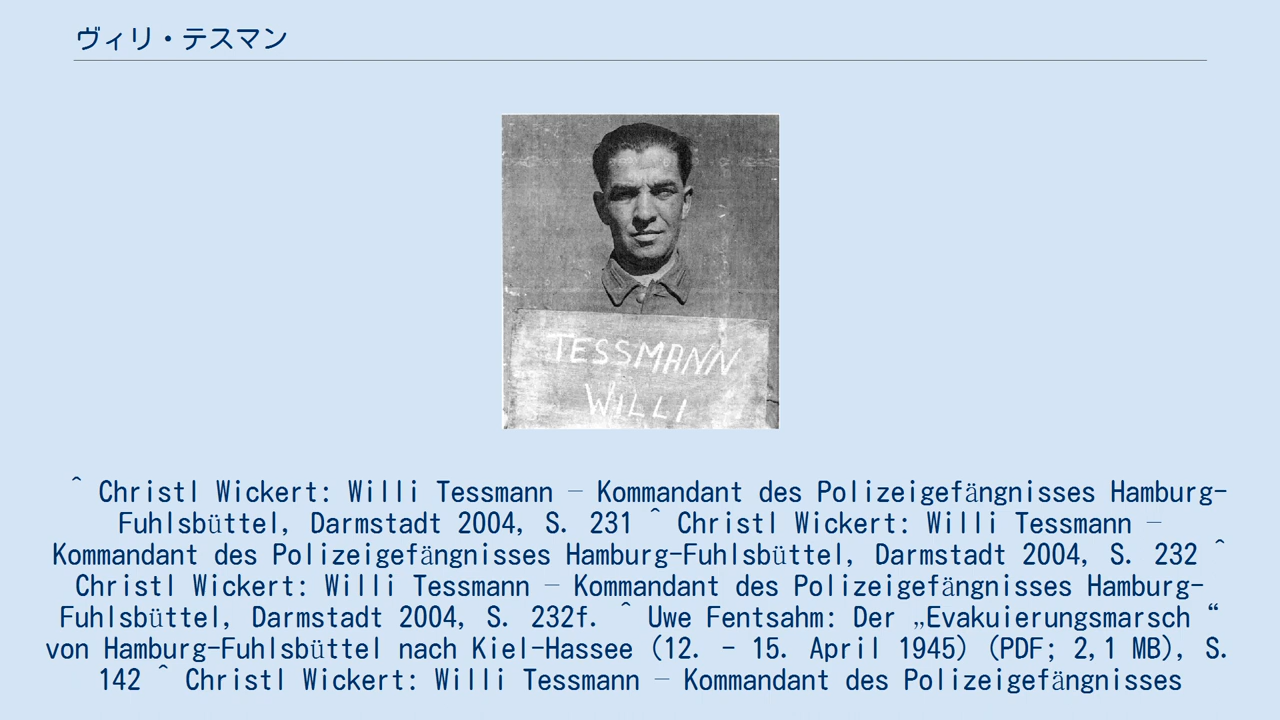 ヴィリ・テスマン
TESSMANN
WILLI
^ Christl Wickert: Willi Tessmann – Kommandant des Polizeigefängnisses Hamburg-
Fuhlsbüttel, Darmstadt 2004, S. 231 ^ Christl Wickert: Willi Tessmann –
Kommandant des Polizeigefängnisses Hamburg-Fuhlsbüttel, Darmstadt 2004, S. 232 ^
Christl Wickert: Willi Tessmann – Kommandant des Polizeigefängnisses Hamburg-
Fuhlsbüttel, Darmstadt 2004, S. 232f. ^ Uwe Fentsahm: Der „Evakuierungsmarsch “
von Hamburg-Fuhlsbüttel nach Kiel-Hassee (12. - 15. April 1945) (PDF; 2,1 MB), S.
142 ^ Christl Wickert: Willi Tessmann – Kommandant des Polizeigefängnisses